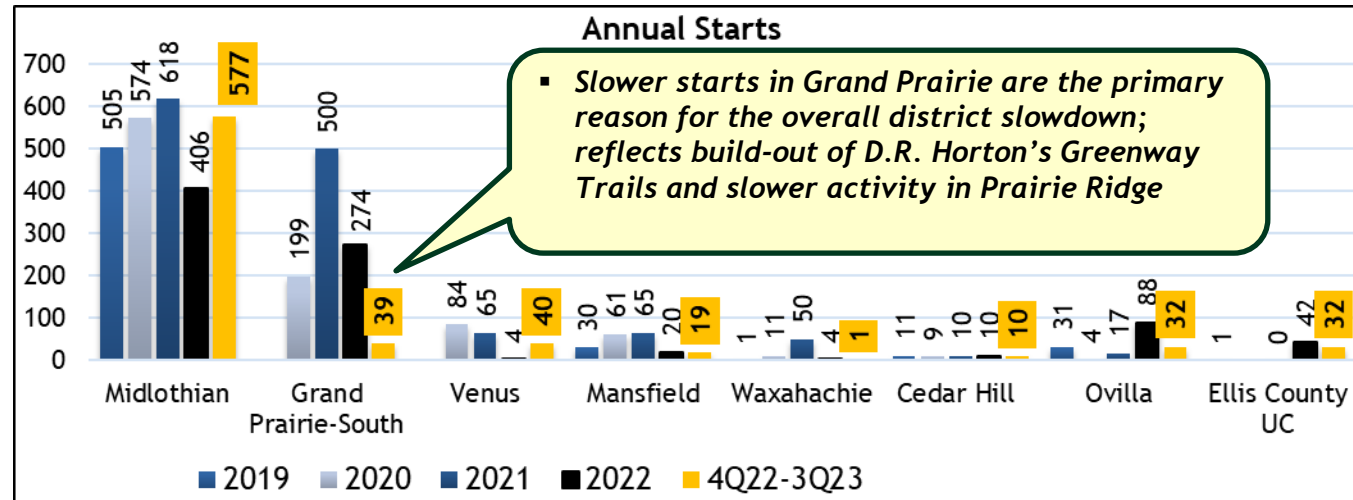 Annual Starts
▪ Slower starts in Grand Prairie are the primary
reason for the overall district slowdown;
reflects build-out of D.R. Horton’s Greenway
Trails and slower activity in Prairie Ridge
700
600
500
400
300
200
100
0
505 574 618 406 577
199 500 274 39
84 65 4 40
30 61 65 20 19
1 11 50 4 1
11 9 10 10 10
31 4 17 88 32
1 0 42 32
Midlothian
Grand
Prairie-South
Venus
Mansfield
Waxahachie
Cedar Hill
Ovilla
Ellis County
UC
2019 2020 2021 2022 4Q22-3Q23